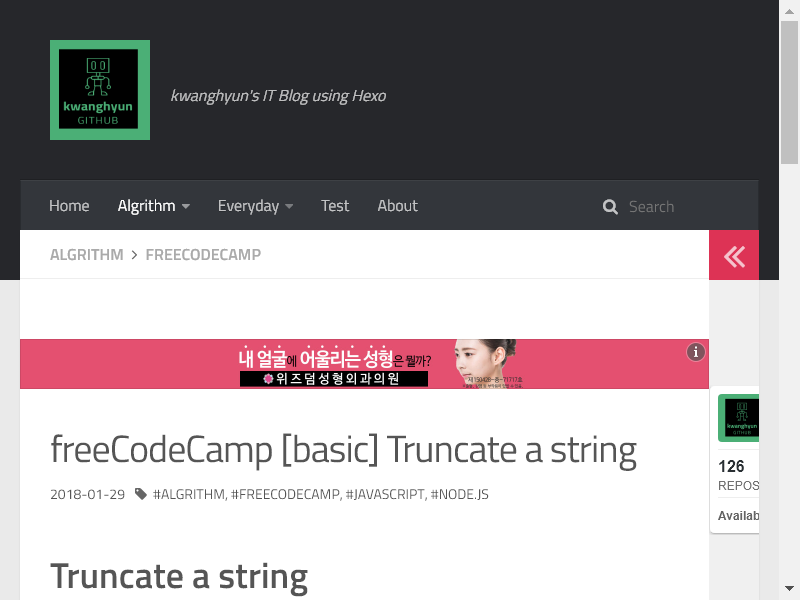 kwanghyun
GITHUB
kwanghyun's IT Blog using Hexo
Home Algrithm Everyday Test About Search
ALGRITHM FREECODECAMP
내 얼굴에 어울리는 성형은 뭘까?
위즈덤성형외과의원
freeCodeCamp [basic] Truncate a string
2018-01-29 #ALGRITHM, #FREECODECAMP, #JAVASCRIPT, #NODE.JS
Truncate a string
kwanghyun
GITHUB
126
REPOS
Availab